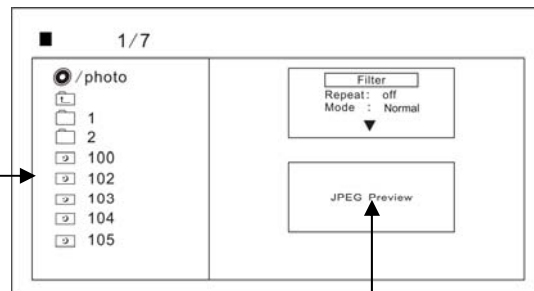 1/7
/photo
1
2
100
102
103
104
105
Filter
Repeat: off
Mode : Normal
JPEG Preview